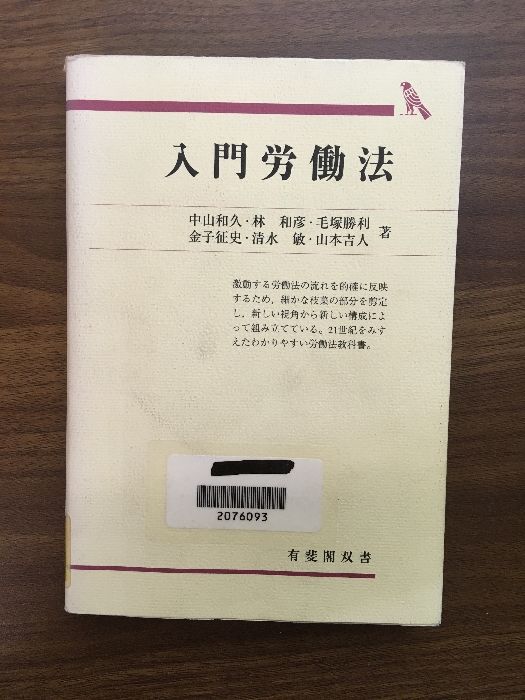 入門労働法
中山和久・林 和彦・毛塚勝利
金子征史・清水 敏・山本吉人 著
激動する労働法の流れを的確に反映
するため，細かな枝葉の部分を剪定
し，新しい視角から新しい構成によ
って組み立てている。21世紀をみす
えたわかりやすい労働法教科書。
2076093
有斐閣双書